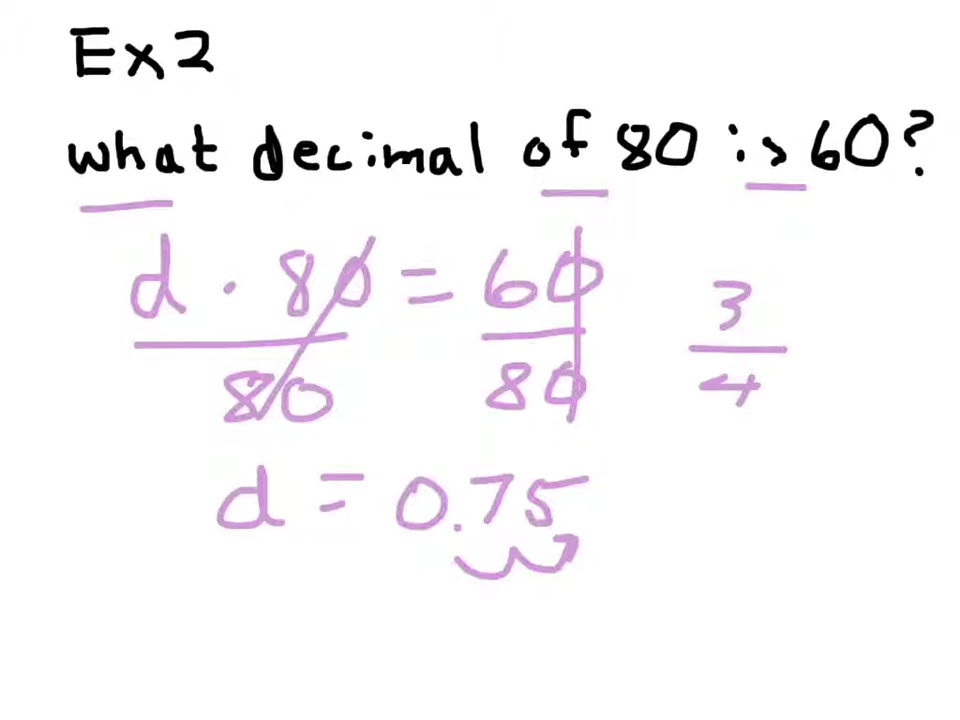 Ex2
what decimal of 80 is 60?
d · 80 = 60 3
80 80 4
d = 0.75